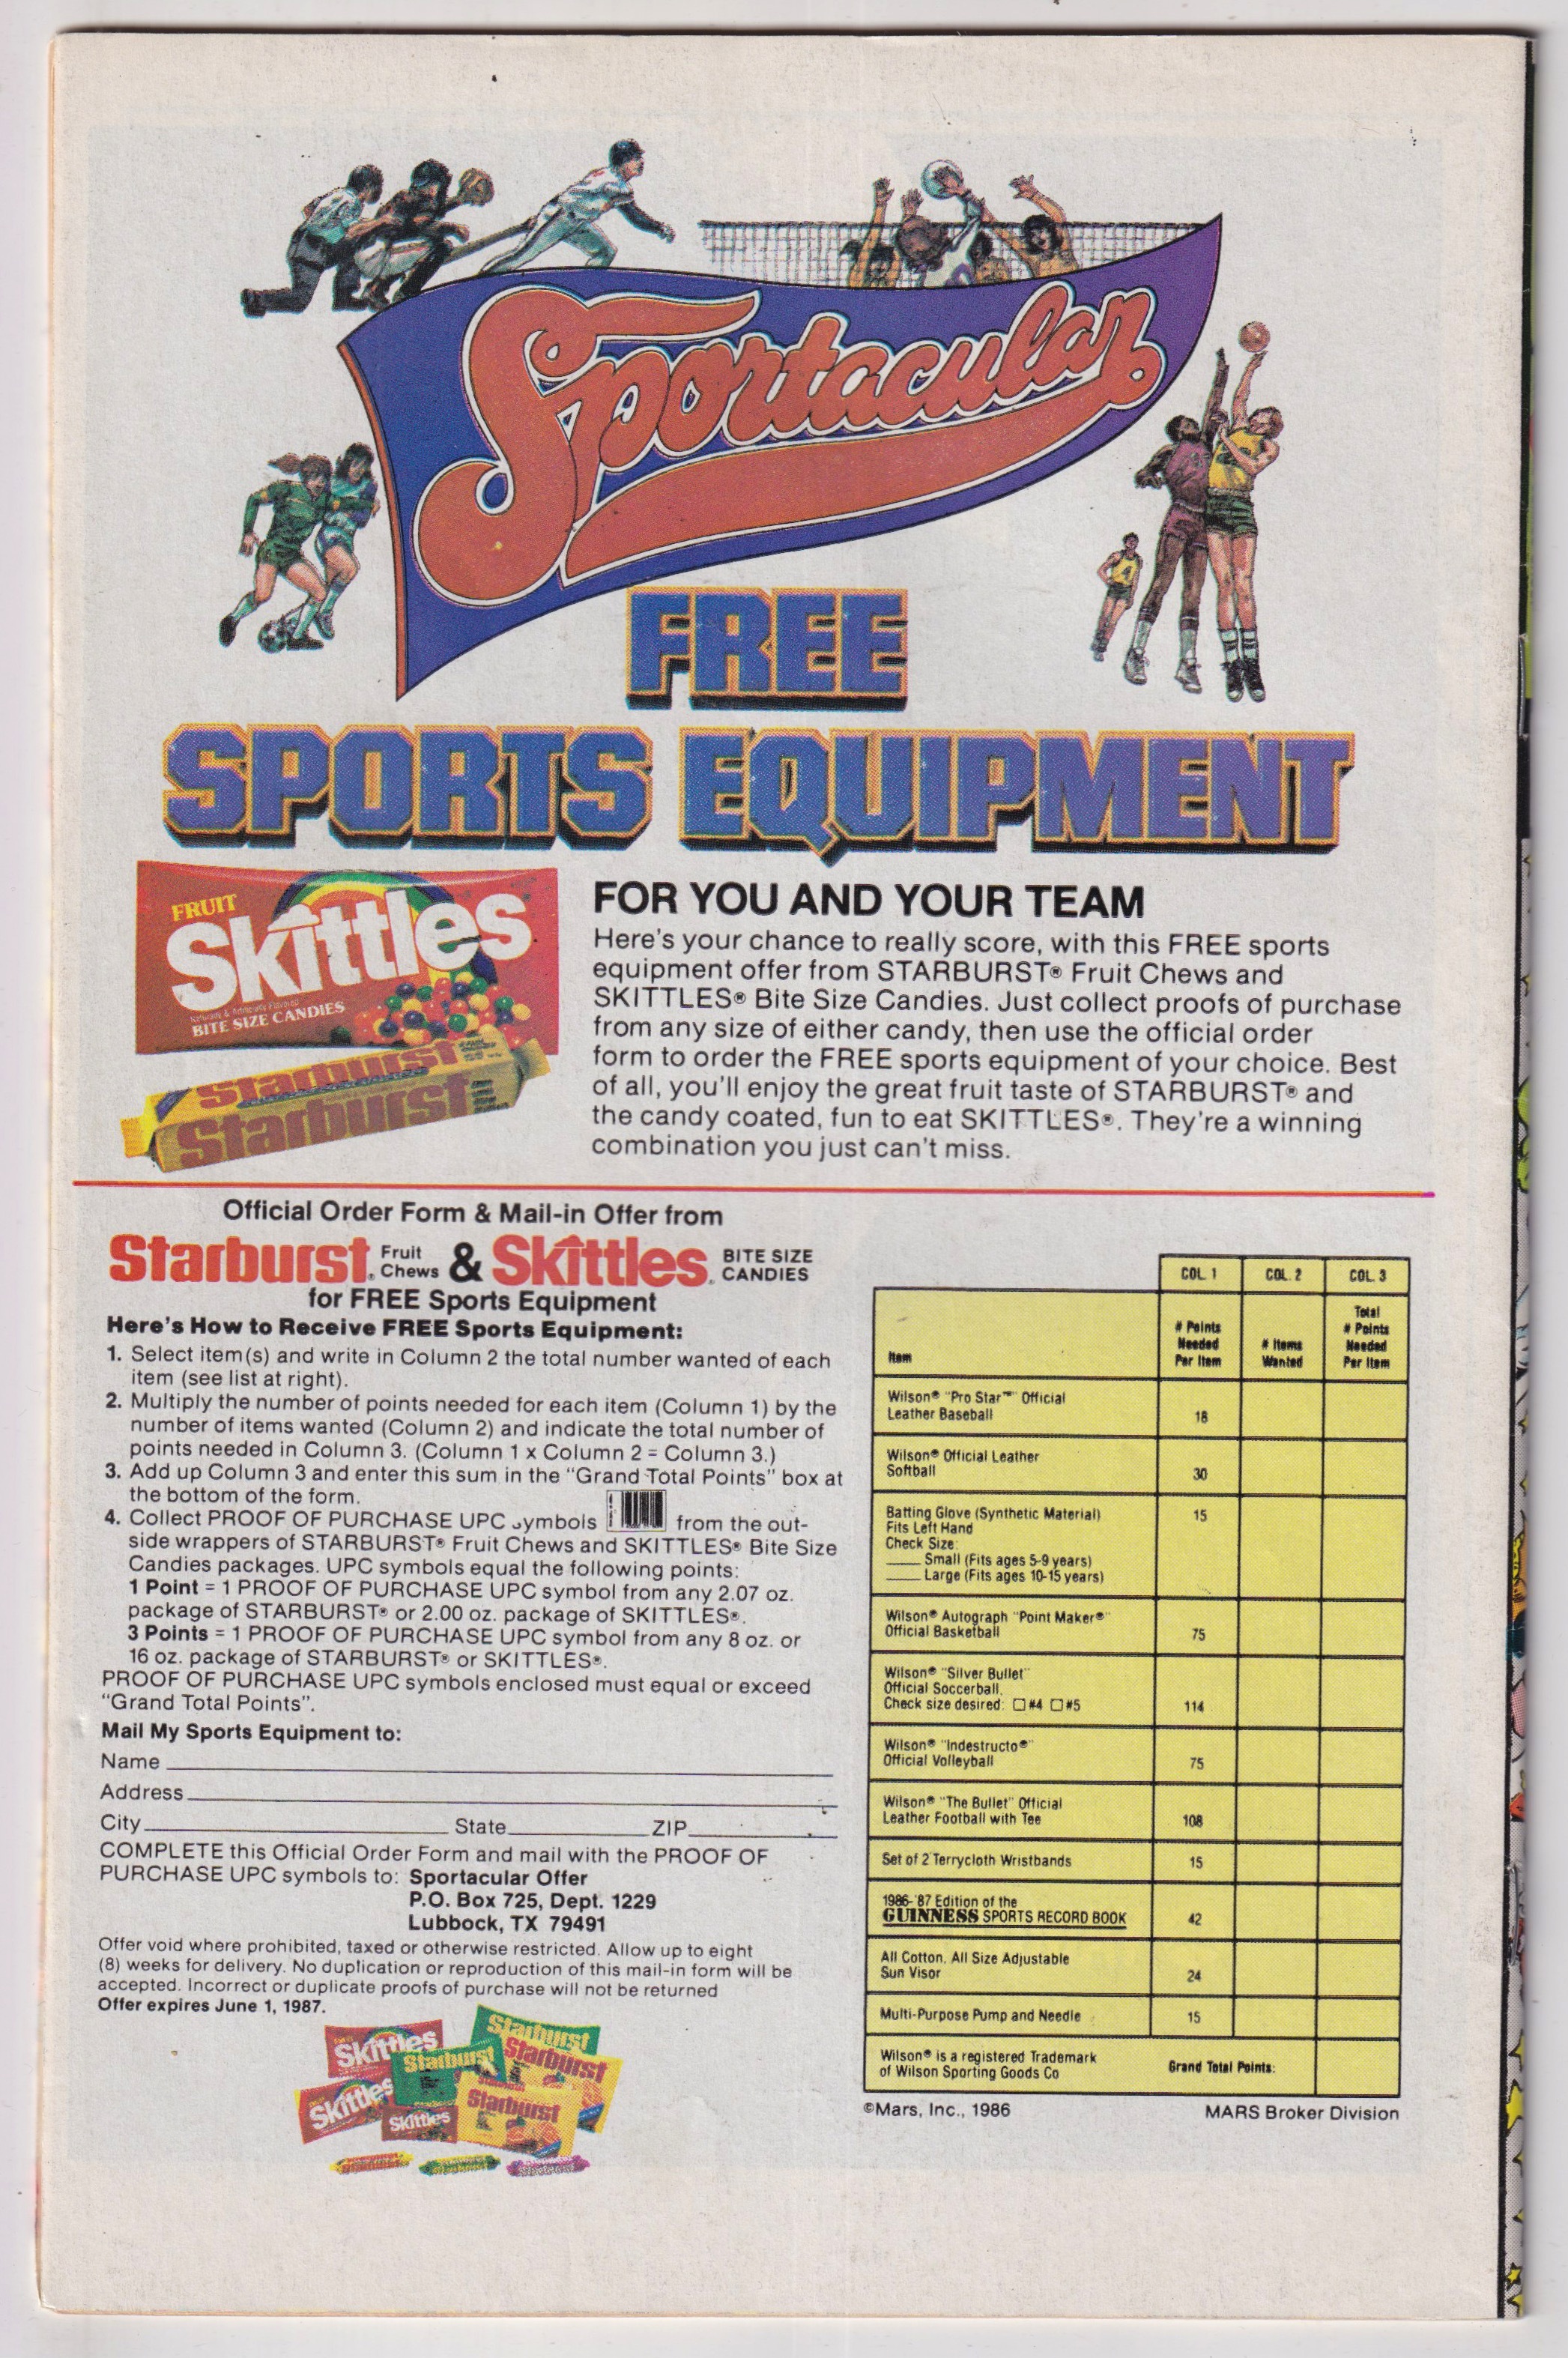 Sportacular
FREE
SPORTS EQUIPMENT
FRUIT
Skittles
Naturally & Artificially Flavored
BITE SIZE CANDIES
Starburst
Starburst
FOR YOU AND YOUR TEAM
Here's your chance to really score, with this FREE sports
equipment offer from STARBURST® Fruit Chews and
SKITTLES® Bite Size Candies. Just collect proofs of purchase
from any size of either candy, then use the official order
form to order the FREE sports equipment of your choice. Best
of all, you'll enjoy the great fruit taste of STARBURST® and
the candy coated, fun to eat SKITTLES®. They're a winning
combination you just can't miss.
Official Order Form & Mail-in Offer from
Starburst® Fruit Chews & Skittles® BITE SIZE CANDIES
for FREE Sports Equipment
Here's How to Receive FREE Sports Equipment:
1. Select item(s) and write in Column 2 the total number wanted of each
item (see list at right).
2. Multiply the number of points needed for each item (Column 1) by the
number of items wanted (Column 2) and indicate the total number of
points needed in Column 3. (Column 1 x Column 2 = Column 3.)
3. Add up Column 3 and enter this sum in the "Grand Total Points" box at
the bottom of the form.
4. Collect PROOF OF PURCHASE UPC symbols from the out-
side wrappers of STARBURST® Fruit Chews and SKITTLES® Bite Size
Candies packages. UPC symbols equal the following points:
1 Point = 1 PROOF OF PURCHASE UPC symbol from any 2.07 oz.
package of STARBURST® or 2.00 oz. package of SKITTLES®.
3 Points = 1 PROOF OF PURCHASE UPC symbol from any 8 oz. or
16 oz. package of STARBURST® or SKITTLES®.
PROOF OF PURCHASE UPC symbols enclosed must equal or exceed
"Grand Total Points".
Mail My Sports Equipment to:
Name
Address
City State ZIP
COMPLETE this Official Order Form and mail with the PROOF OF
PURCHASE UPC symbols to: Sportacular Offer
P.O. Box 725, Dept. 1229
Lubbock, TX 79491
Offer void where prohibited, taxed or otherwise restricted. Allow up to eight
(8) weeks for delivery. No duplication or reproduction of this mail-in form will be
accepted. Incorrect or duplicate proofs of purchase will not be returned
Offer expires June 1, 1987.
Skittles
Starburst
Starburst
Starburst
Skittles
Skittles
Starburst
COL. 1 COL. 2 COL. 3
Item
# Points
Needed
Per Item
# Items
Wanted
Total
# Points
Needed
Per Item
Wilson® "Pro Star™" Official
Leather Baseball 18
Wilson® Official Leather
Softball 30
Batting Glove (Synthetic Material) 15
Fits Left Hand
Check Size:
Small (Fits ages 5-9 years)
Large (Fits ages 10-15 years)
Wilson® Autograph "Point Maker®"
Official Basketball 75
Wilson® "Silver Bullet"
Official Soccerball.
Check size desired: □ #4 □ #5 114
Wilson® "Indestructo®"
Official Volleyball 75
Wilson® "The Bullet" Official
Leather Football with Tee 108
Set of 2 Terrycloth Wristbands 15
1986-'87 Edition of the
GUINNESS SPORTS RECORD BOOK 42
All Cotton, All Size Adjustable
Sun Visor 24
Multi-Purpose Pump and Needle 15
Wilson® is a registered Trademark
of Wilson Sporting Goods Co Grand Total Points:
©Mars, Inc., 1986 MARS Broker Division